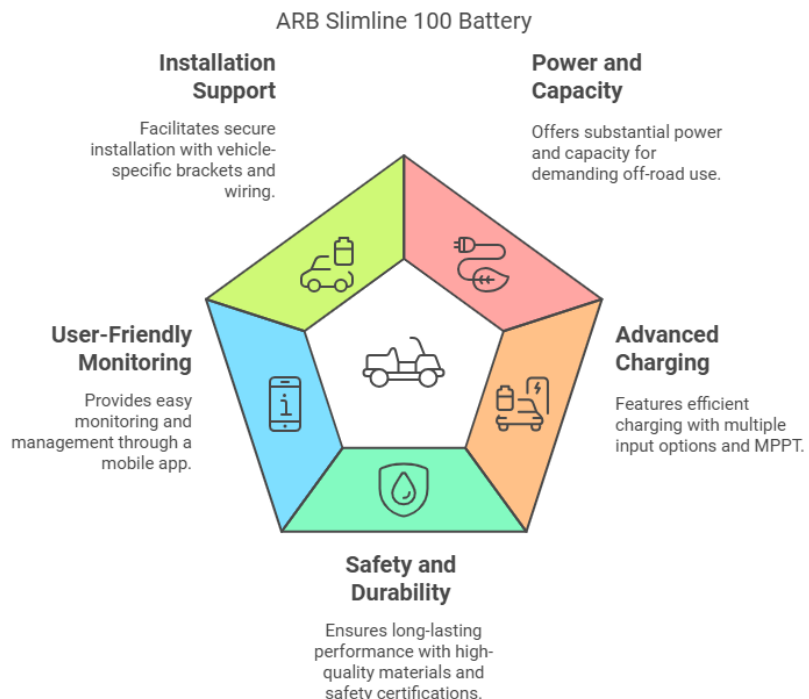 ARB Slimline 100 Battery
Installation
Support
Facilitates secure
installation with vehicle-
specific brackets and
wiring.
Power and
Capacity
Offers substantial power
and capacity for
demanding off-road use.
User-Friendly
Monitoring
Provides easy
monitoring and
management through a
mobile app.
Advanced
Charging
Features efficient
charging with multiple
input options and MPPT.
Safety and
Durability
Ensures long-lasting
performance with high-
quality materials and
safety certifications.